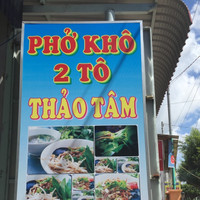 PHỞ KHÔ
2 TÔ
THẢO TÂM